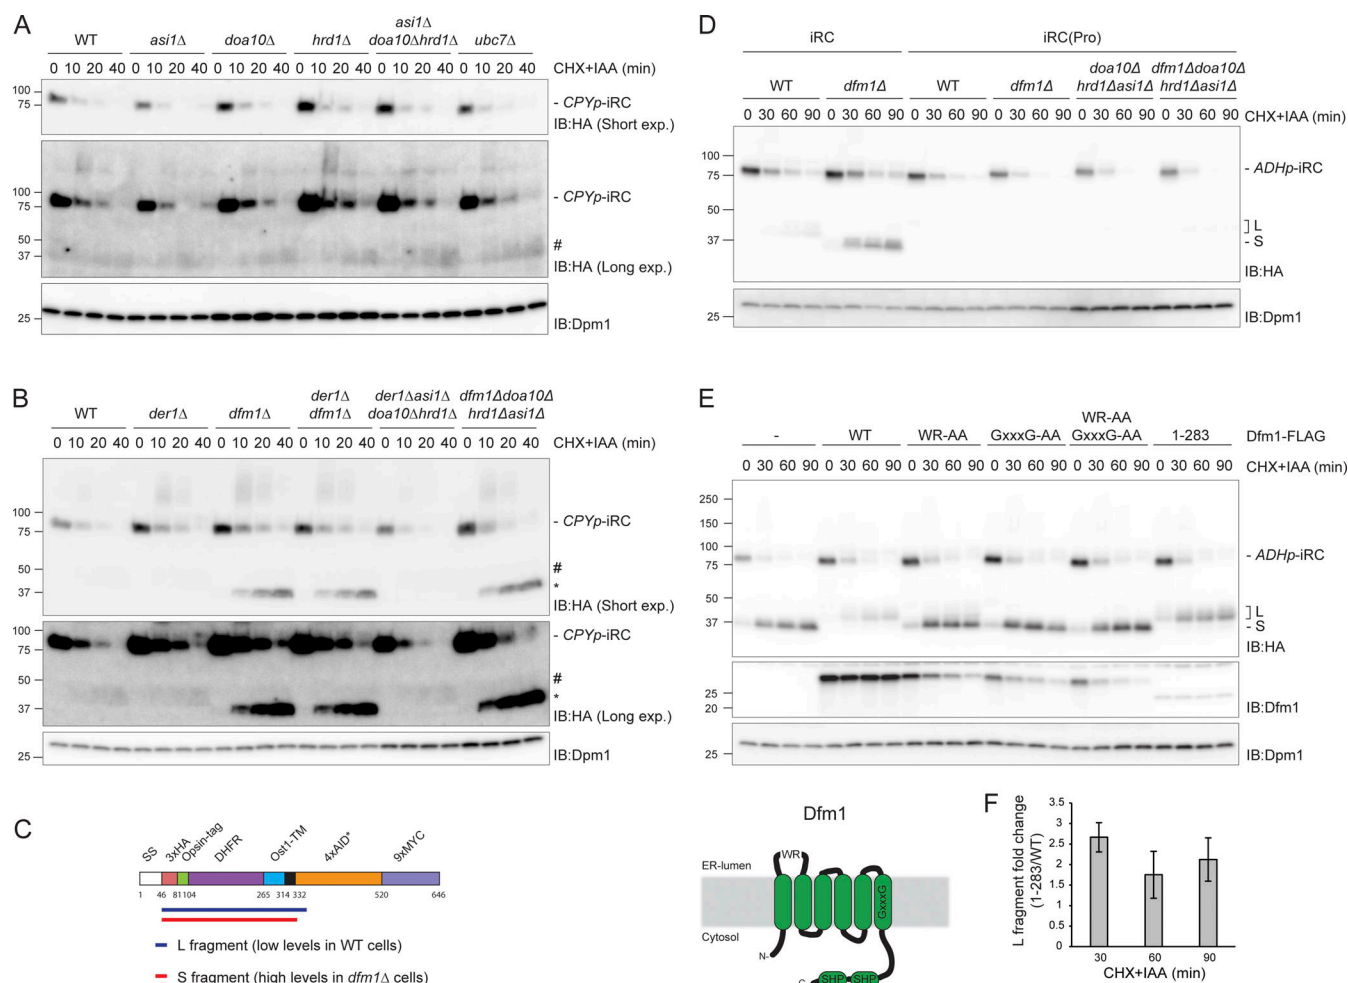 A
WT
asi1Δ
doa10Δ
hrd1Δ
asi1Δ
doa10Δhrd1Δ
ubc7Δ
0 10 20 40 0 10 20 40 0 10 20 40 0 10 20 40 0 10 20 40 0 10 20 40 CHX+IAA (min)
100
75
- CPYp-iRC
IB:HA (Short exp.)
100
75
50
37
- CPYp-iRC
#
IB:HA (Long exp.)
25
IB:Dpm1
B
WT
der1Δ
dfm1Δ
der1Δ
dfm1Δ
der1Δasi1Δ
doa10Δhrd1Δ
dfm1Δdoa10Δ
hrd1Δasi1Δ
0 10 20 40 0 10 20 40 0 10 20 40 0 10 20 40 0 10 20 40 0 10 20 40 CHX+IAA (min)
100
75
50
37
- CPYp-iRC
#
*
IB:HA (Short exp.)
100
75
50
37
- CPYp-iRC
#
*
IB:HA (Long exp.)
25
IB:Dpm1
C
SS
3xHA
Opsin-tag
DHFR
Ost1-TM
4xAID*
9xMYC
1 46 81 104 265 314 332 520 646
L fragment (low levels in WT cells)
S fragment (high levels in dfm1Δ cells)
D
iRC
iRC(Pro)
WT
dfm1Δ
WT
dfm1Δ
doa10Δ
hrd1Δasi1Δ
dfm1Δdoa10Δ
hrd1Δasi1Δ
0 30 60 90 0 30 60 90 0 30 60 90 0 30 60 90 0 30 60 90 0 30 60 90 CHX+IAA (min)
100
75
50
37
- ADHp-iRC
L
- S
IB:HA
25
IB:Dpm1
E
-
WT
WR-AA
GxxxG-AA
WR-AA
GxxxG-AA
1-283
Dfm1-FLAG
0 30 60 90 0 30 60 90 0 30 60 90 0 30 60 90 0 30 60 90 0 30 60 90 CHX+IAA (min)
250
150
100
75
50
37
- ADHp-iRC
L
- S
IB:HA
25
20
IB:Dfm1
25
IB:Dpm1
Dfm1
ER-lumen
WR
GxxxG
Cytosol
N-
SHP SHP
F
L fragment fold change
(1-283/WT)
3.5
3
2.5
2
1.5
1
0.5
0
30 60 90
CHX+IAA (min)